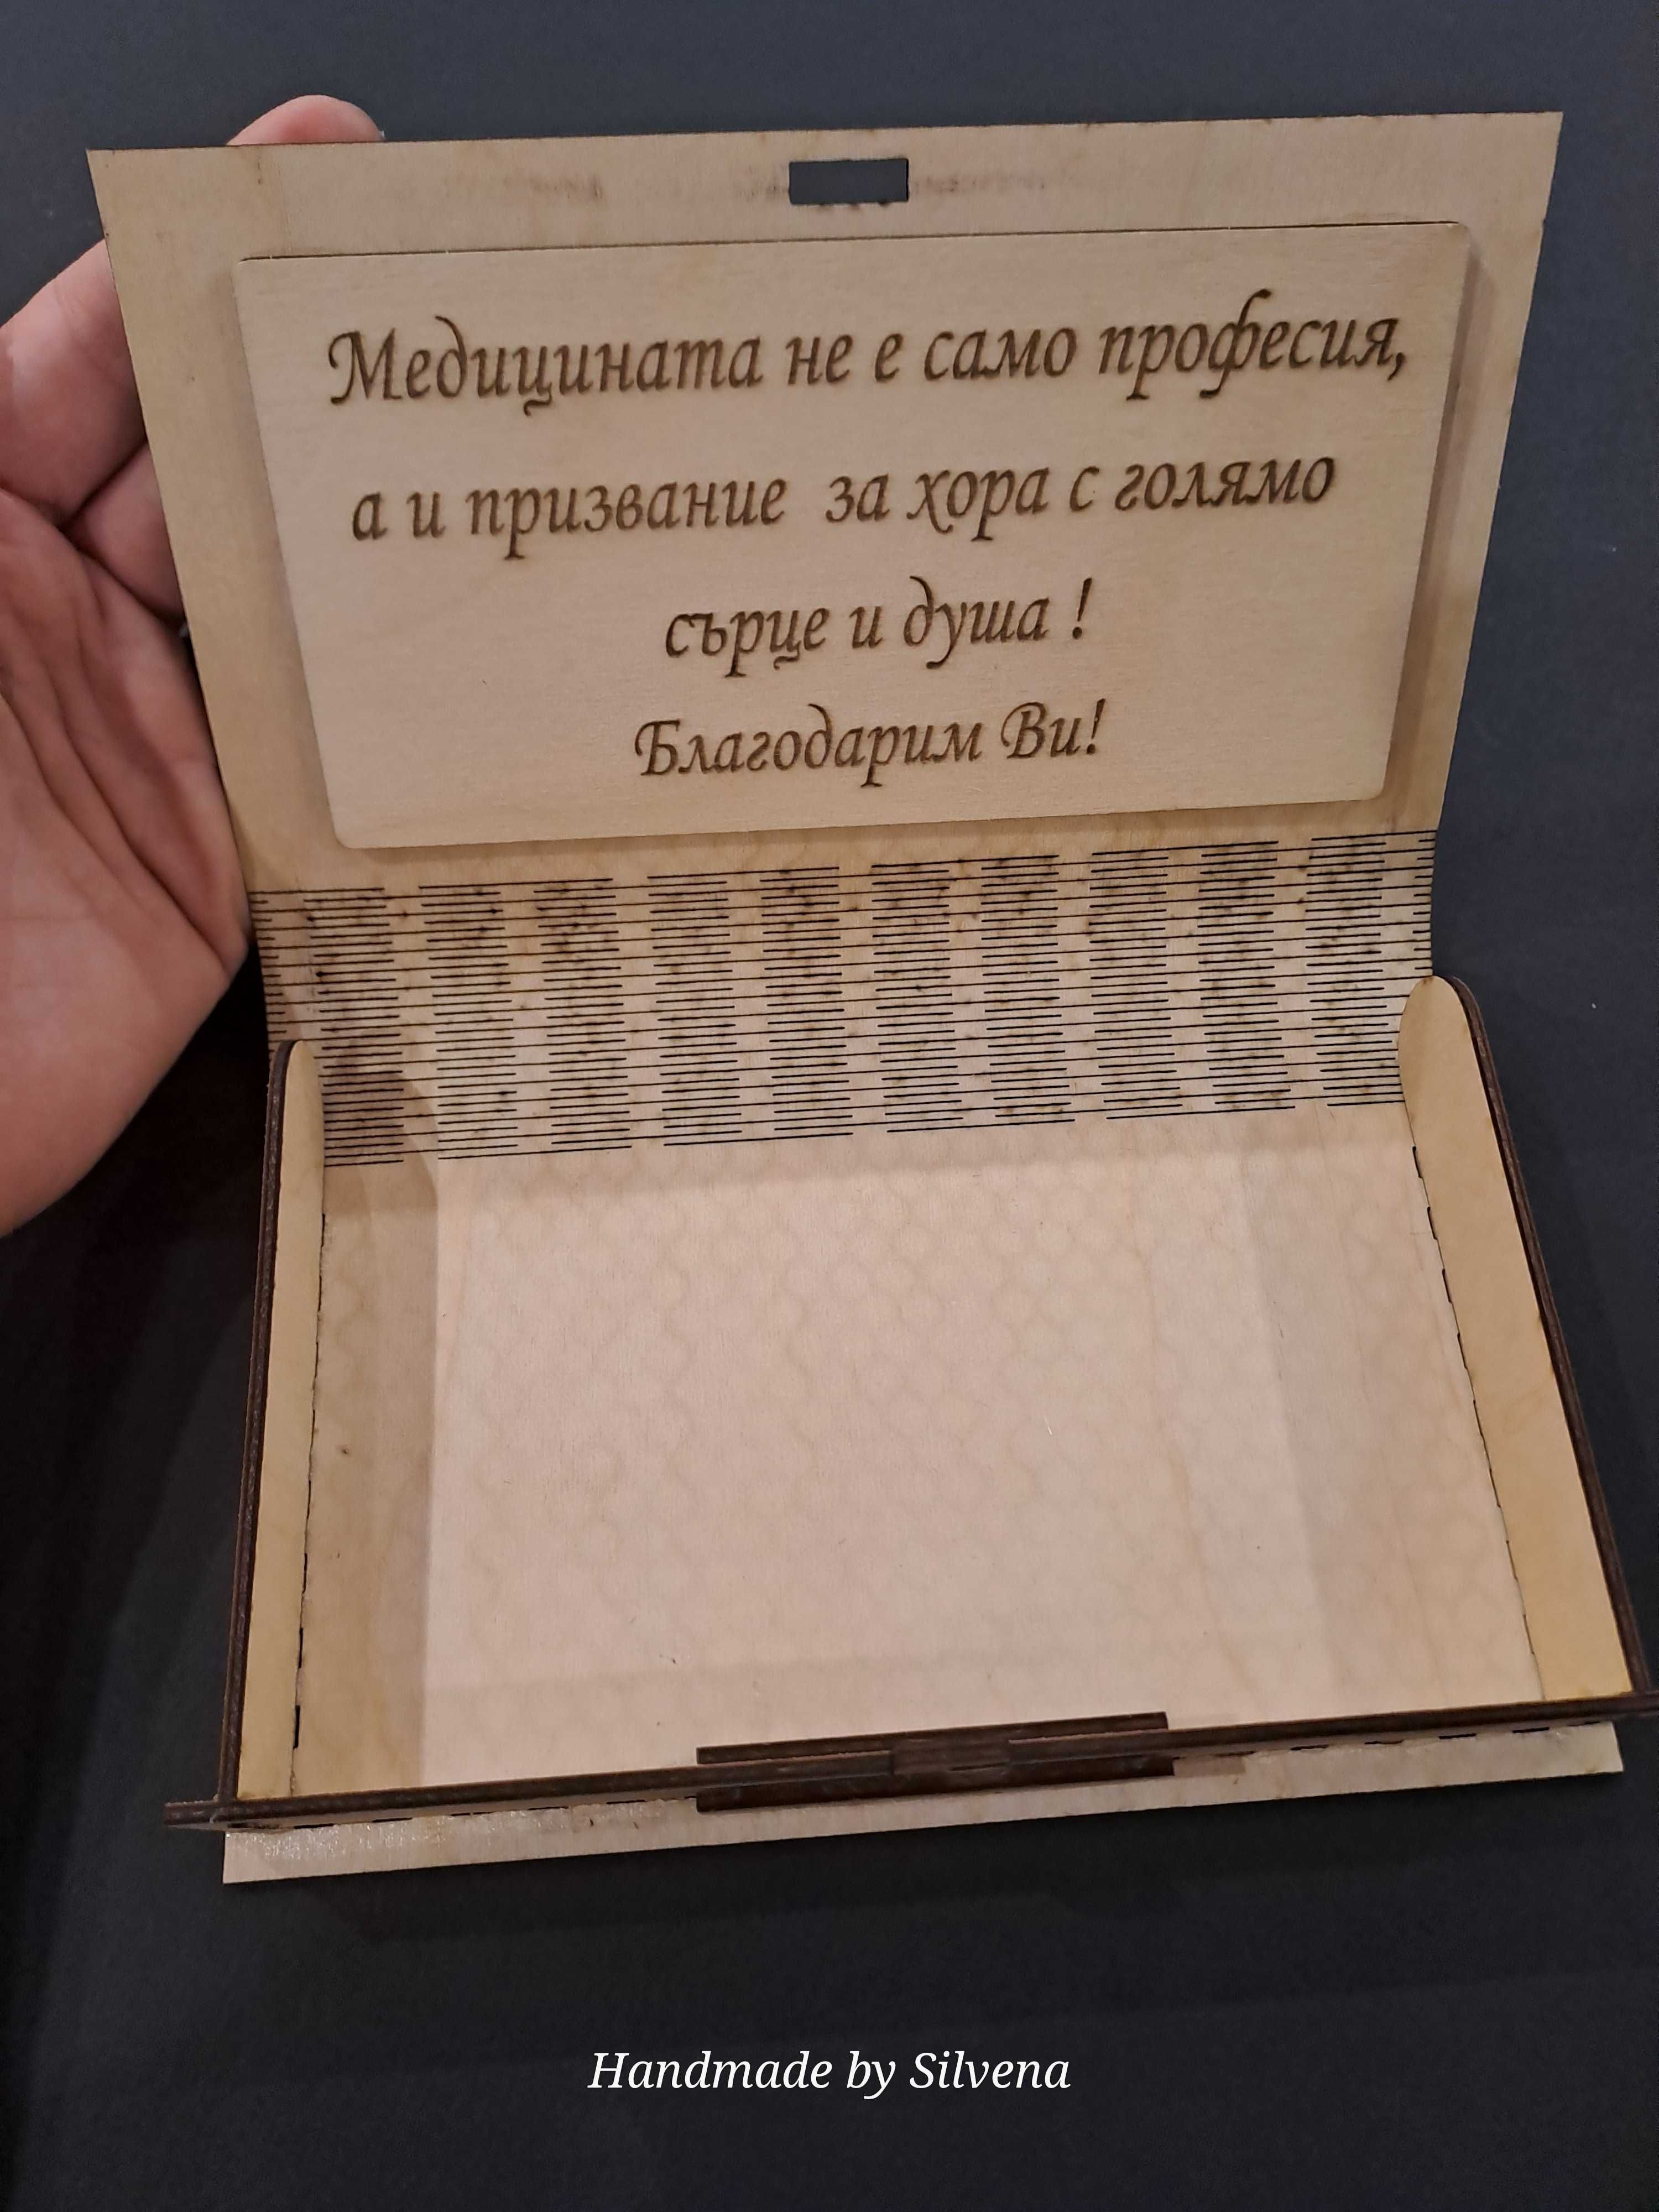 Медицината не е само професия,
а и призвание за хора с голямо
сърце и душа !
Благодарим Ви!
Handmade by Silvena